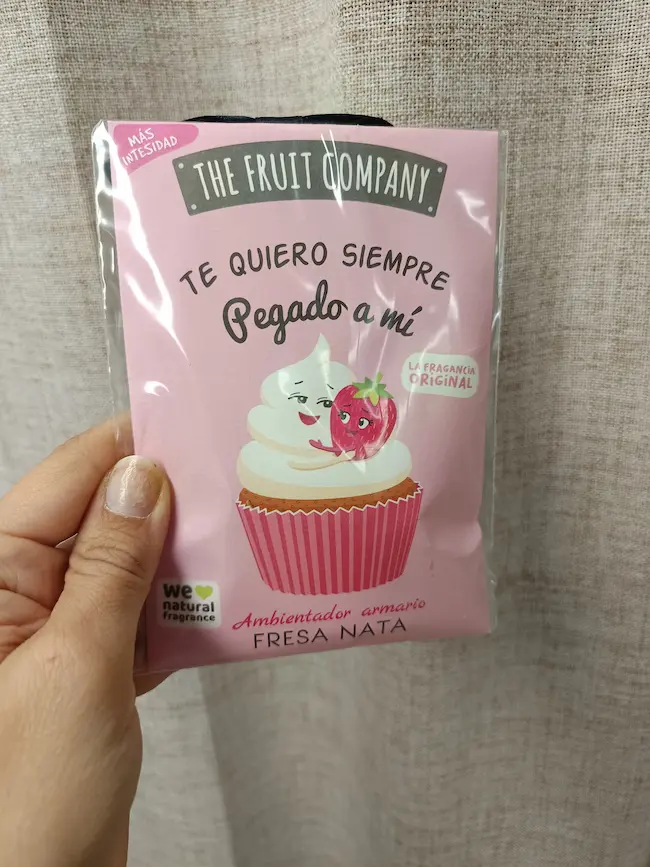 MÁS
INTESIDAD
THE FRUIT COMPANY
TE QUIERO SIEMPRE
Pegado a mí
LA FRAGANCIA
ORIGINAL
we
natural
fragrance
Ambientador armario
FRESA NATA